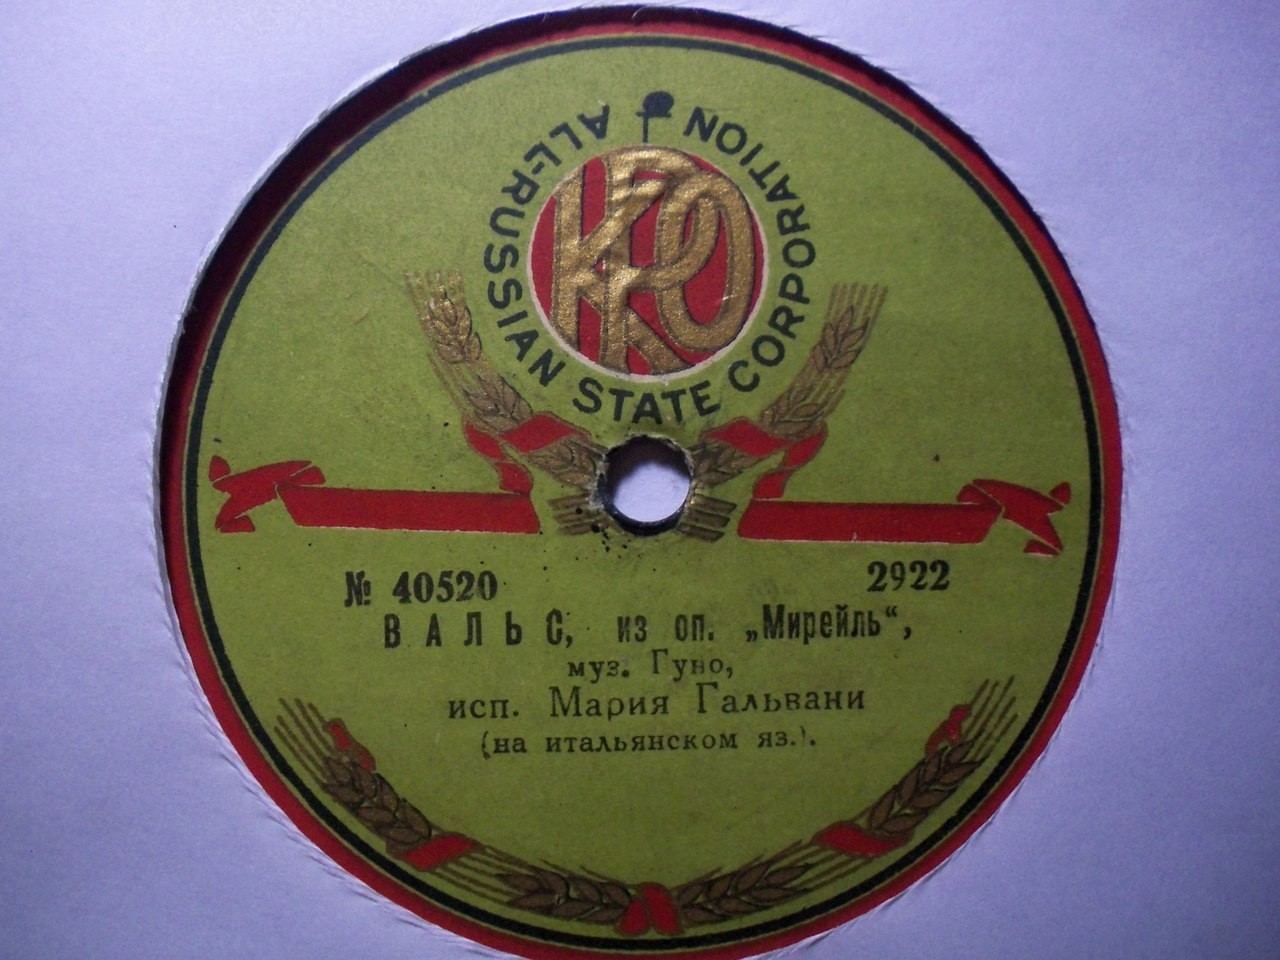 ALL-RUSSIAN STATE CORPORATION
№ 40520
2922
ВАЛЬС, из оп. „Мирейль“,
муз. Гуно,
исп. Мария Гальвани
(на итальянском яз.).